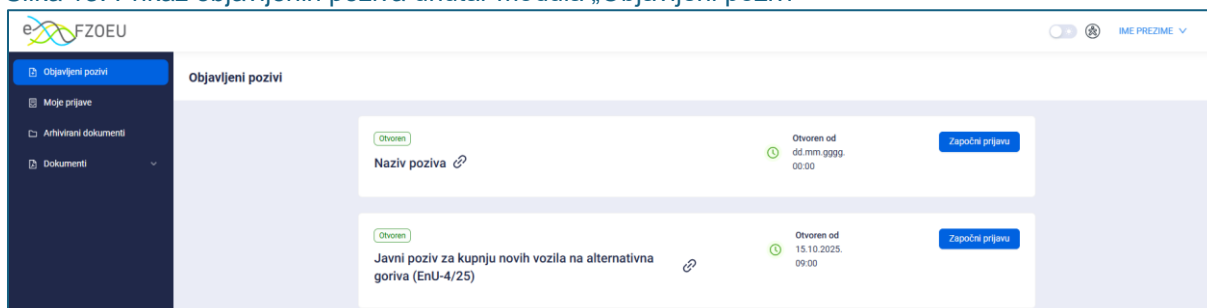 Slika 15. Prikaz objavljenih poziva unutar modula „Objavljeni pozivi"
eFZOEU
IME PREZIME
Objavljeni pozivi
Moje prijave
Arhivirani dokumenti
Dokumenti
Objavljeni pozivi
Otvoren
Naziv poziva
Otvoren od
dd.mm.gggg.
00:00
Započni prijavu
Otvoren
Javni poziv za kupnju novih vozila na alternativna
goriva (EnU-4/25)
Otvoren od
15.10.2025.
09:00
Započni prijavu